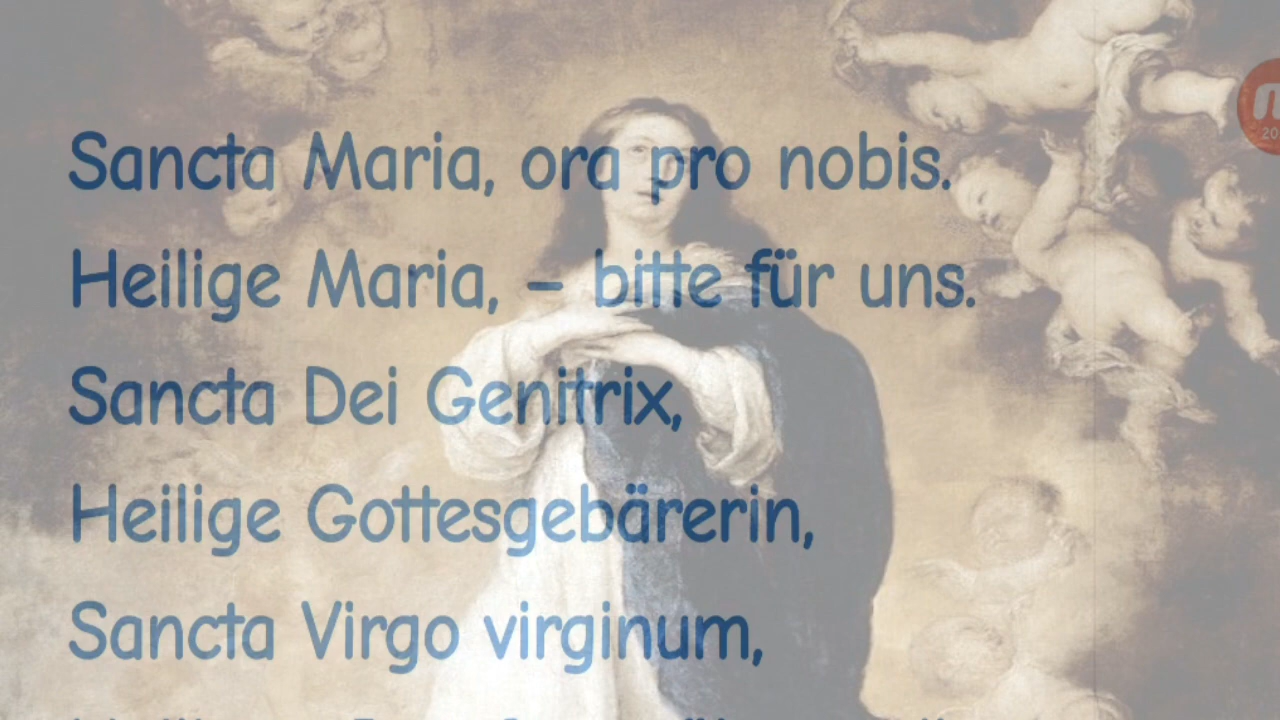 Sancta Maria, ora pro nobis.
Heilige Maria, – bitte für uns.
Sancta Dei Genitrix,
Heilige Gottesgebärerin,
Sancta Virgo virginum,